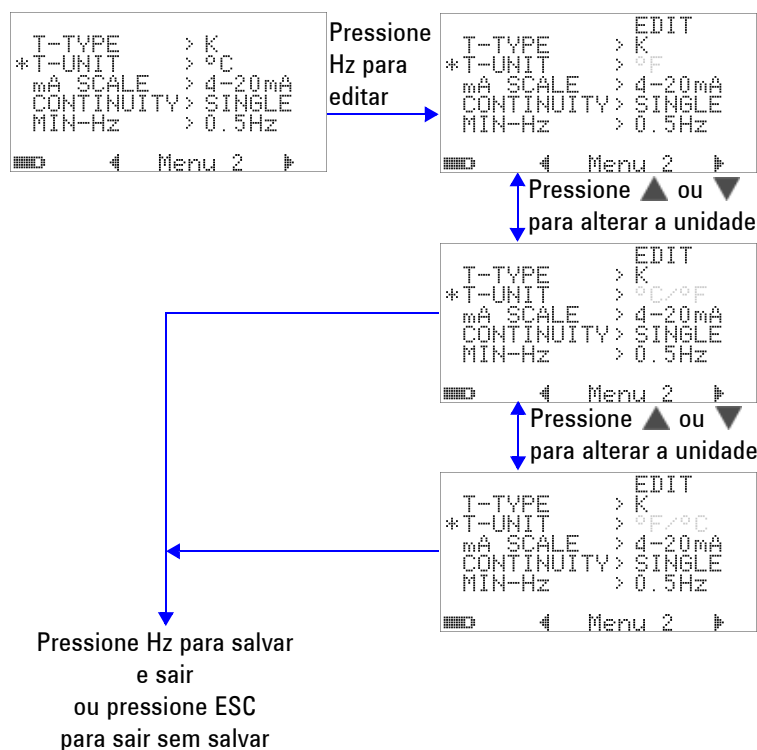 T-TYPE > K
*T-UNIT > °C
mA SCALE > 4-20mA
CONTINUITY> SINGLE
MIN-Hz > 0.5Hz
Menu 2
Pressione
Hz para
editar
EDIT
T-TYPE > K
*T-UNIT > °F
mA SCALE > 4-20mA
CONTINUITY> SINGLE
MIN-Hz > 0.5Hz
Menu 2
Pressione ▲ ou ▼
para alterar a unidade
EDIT
T-TYPE > K
*T-UNIT > °C/°F
mA SCALE > 4-20mA
CONTINUITY> SINGLE
MIN-Hz > 0.5Hz
Menu 2
Pressione ▲ ou ▼
para alterar a unidade
EDIT
T-TYPE > K
*T-UNIT > °F/°C
mA SCALE > 4-20mA
CONTINUITY> SINGLE
MIN-Hz > 0.5Hz
Menu 2
Pressione Hz para salvar
e sair
ou pressione ESC
para sair sem salvar